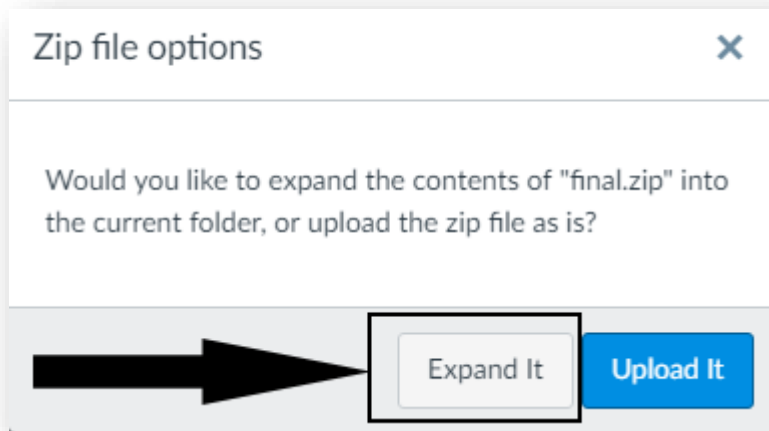 Zip file options
Would you like to expand the contents of "final.zip" into
the current folder, or upload the zip file as is?
Expand It
Upload It